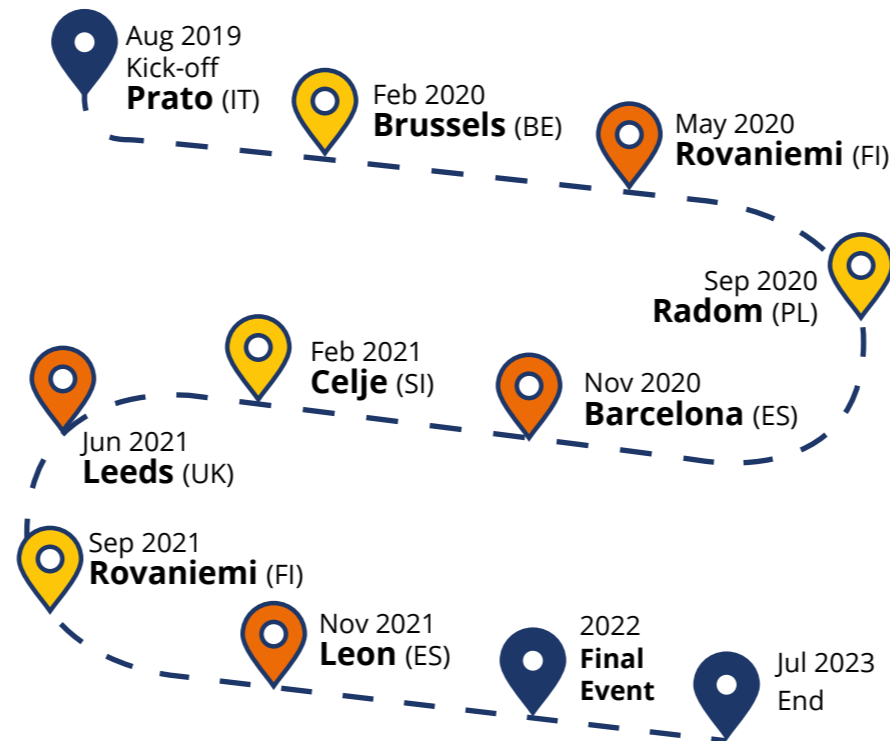 Aug 2019
Kick-off
Prato (IT)
Feb 2020
Brussels (BE)
May 2020
Rovaniemi (FI)
Sep 2020
Radom (PL)
Nov 2020
Barcelona (ES)
Feb 2021
Celje (SI)
Jun 2021
Leeds (UK)
Sep 2021
Rovaniemi (FI)
Nov 2021
Leon (ES)
2022
Final
Event
Jul 2023
End